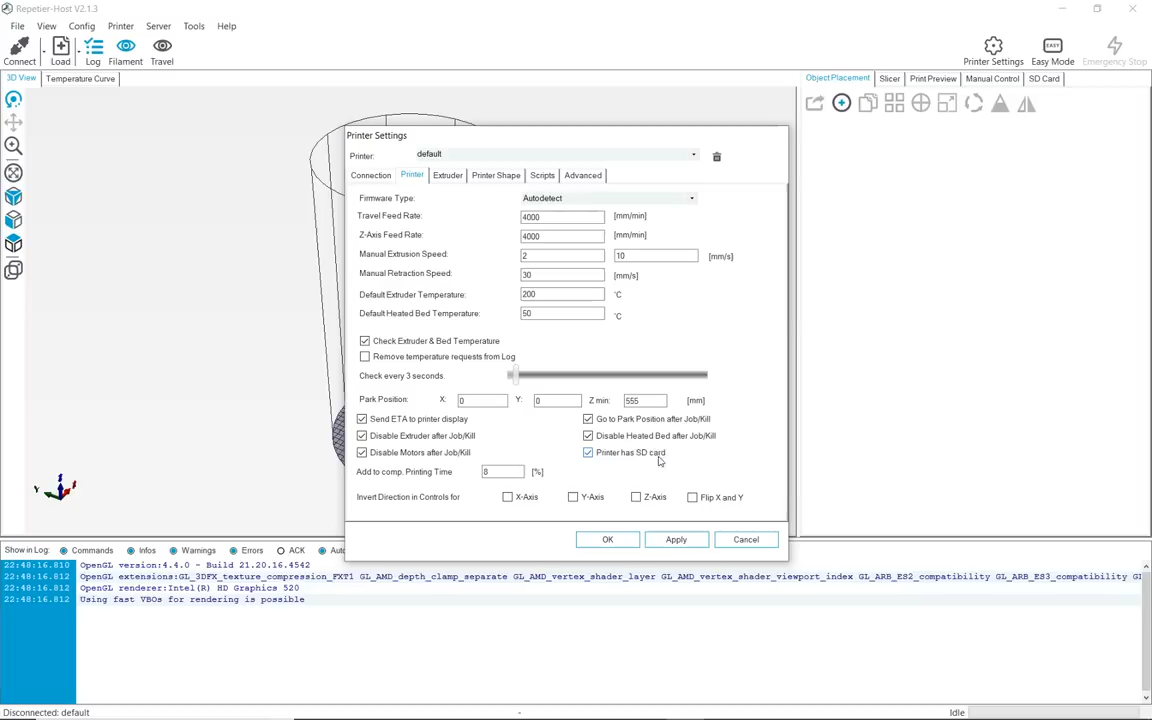 Repetier-Host V2.1.3
File View Config Printer Server Tools Help
Connect Load Log Filament Travel Printer Settings EASY Easy Mode Emergency Stop
3D View Temperature Curve Object Placement Slicer Print Preview Manual Control SD Card
Printer Settings
Printer: default
Connection Printer Extruder Printer Shape Scripts Advanced
Firmware Type: Autodetect
Travel Feed Rate: 4000 [mm/min]
Z-Axis Feed Rate: 4000 [mm/min]
Manual Extrusion Speed: 2 10 [mm/s]
Manual Retraction Speed: 30 [mm/s]
Default Extruder Temperature: 200 °C
Default Heated Bed Temperature: 50 °C
Check Extruder & Bed Temperature
Remove temperature requests from Log
Check every 3 seconds.
Park Position: X: 0 Y: 0 Z min: 555 [mm]
Send ETA to printer display Go to Park Position after Job/Kill
Disable Extruder after Job/Kill Disable Heated Bed after Job/Kill
Disable Motors after Job/Kill Printer has SD card
Add to comp. Printing Time 8 [%]
Invert Direction in Controls for X-Axis Y-Axis Z-Axis Flip X and Y
OK Apply Cancel
Y Z X
Show in Log: Commands Infos Warnings Errors ACK
22:48:16.810 OpenGL version:4.4.0 - Build 21.20.16.4542
22:48:16.812 OpenGL extensions:GL_3DFX_texture_compression_FXT1 GL_AMD_depth_clamp_separate GL_AMD_vertex_shader_layer GL_AMD_vertex_shader_viewport_index GL_ARB_ES2_compatibility GL_ARB_ES3_compatibility
22:48:16.812 OpenGL renderer:Intel(R) HD Graphics 520
22:48:16.812 Using fast VBOs for rendering is possible
Disconnected: default - Idle